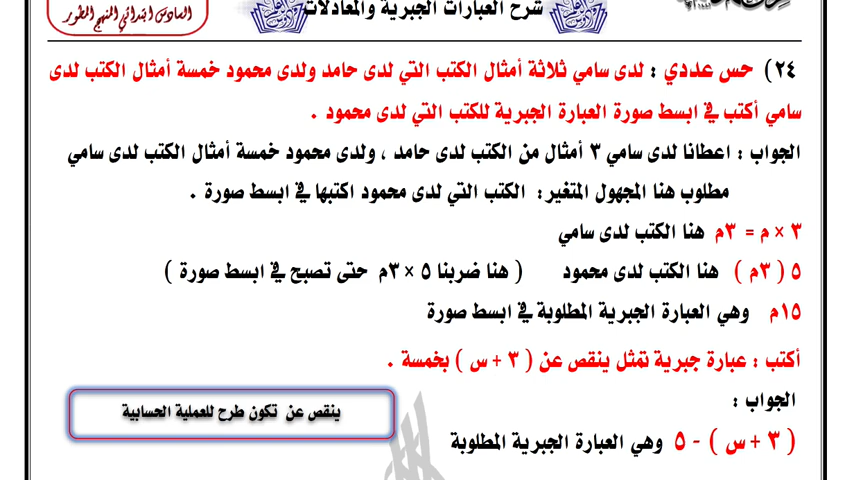 السادس ابتدائي المنهج المطور
شرح العبارات الجبرية والمعادلات
٢٤) حس عددي : لدى سامي ثلاثة أمثال الكتب التي لدى حامد ولدى محمود خمسة أمثال الكتب لدى
سامي أكتب في ابسط صورة العبارة الجبرية للكتب التي لدى محمود .
الجواب : اعطانا لدى سامي ٣ أمثال من الكتب لدى حامد ، ولدى محمود خمسة أمثال الكتب لدى سامي
مطلوب هنا المجهول المتغير : الكتب التي لدى محمود اكتبها في ابسط صورة .
٣ × م = ٣م هنا الكتب لدى سامي
٥ ( ٣م ) هنا الكتب لدى محمود ( هنا ضربنا ٥ × ٣م حتى تصبح في ابسط صورة )
١٥م وهي العبارة الجبرية المطلوبة في ابسط صورة
أكتب : عبارة جبرية تمثل ينقص عن ( ٣ + س ) بخمسة .
الجواب :
ينقص عن تكون طرح للعملية الحسابية
( ٣ + س ) - ٥ وهي العبارة الجبرية المطلوبة